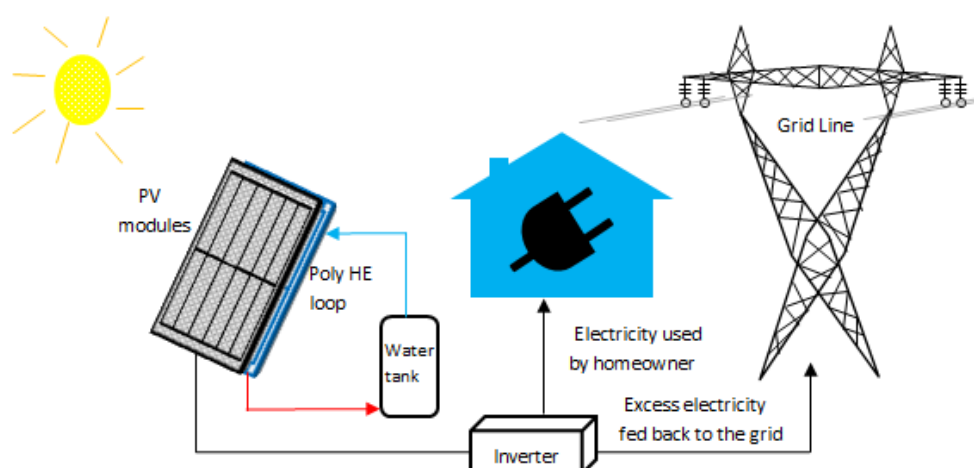 Grid Line
PV
modules
Poly HE
loop
Water
tank
Electricity used
by homeowner
Excess electricity
fed back to the grid
Inverter